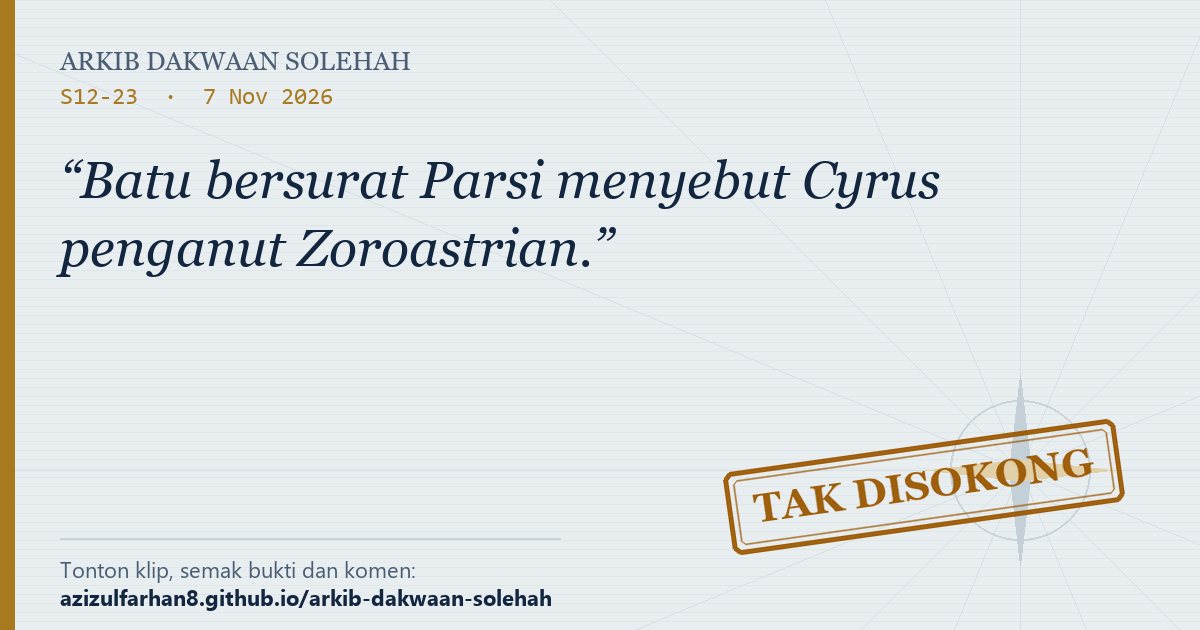 ARKIB DAKWAAN SOLEHAH
S12-23 · 7 Nov 2026
“Batu bersurat Parsi menyebut Cyrus
penganut Zoroastrian.”
TAK DISOKONG
Tonton klip, semak bukti dan komen:
azizulfarhan8.github.io/arkib-dakwaan-solehah